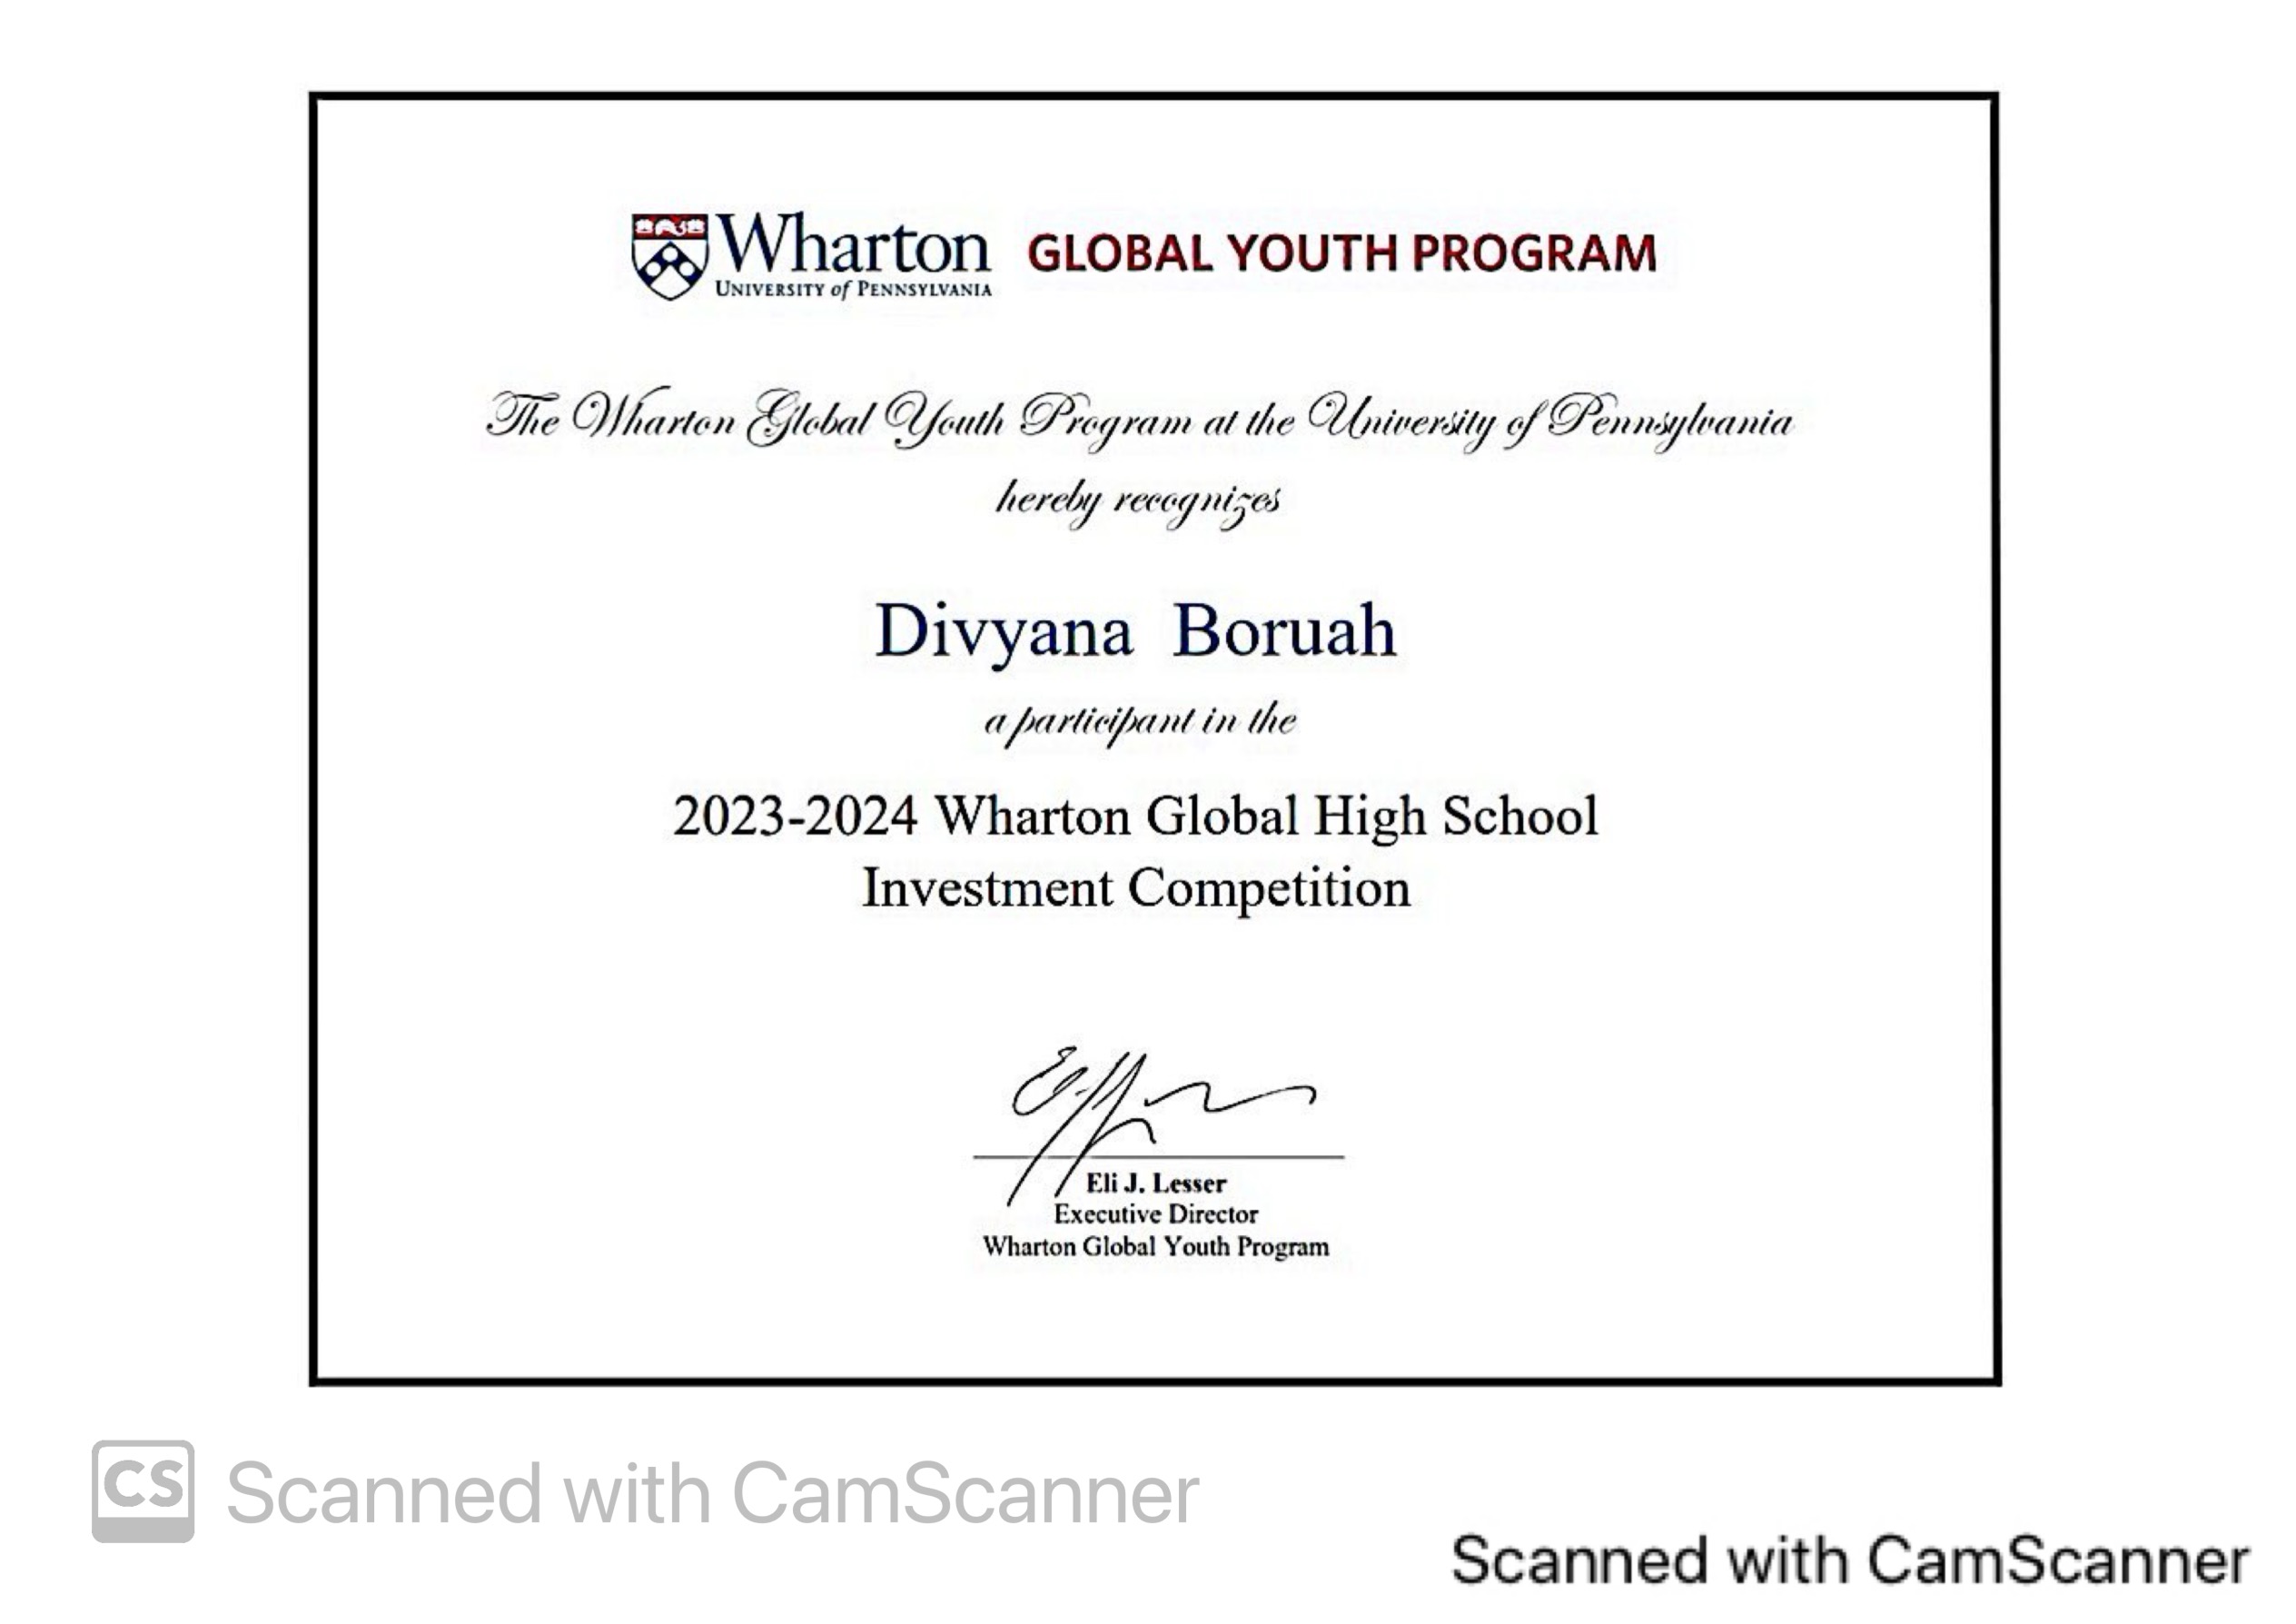 Wharton GLOBAL YOUTH PROGRAM
UNIVERSITY of PENNSYLVANIA
The Wharton Global Youth Program at the University of Pennsylvania
hereby recognizes
Divyana Boruah
a participant in the
2023-2024 Wharton Global High School
Investment Competition
Eli J. Lesser
Executive Director
Wharton Global Youth Program
CS Scanned with CamScanner
Scanned with CamScanner